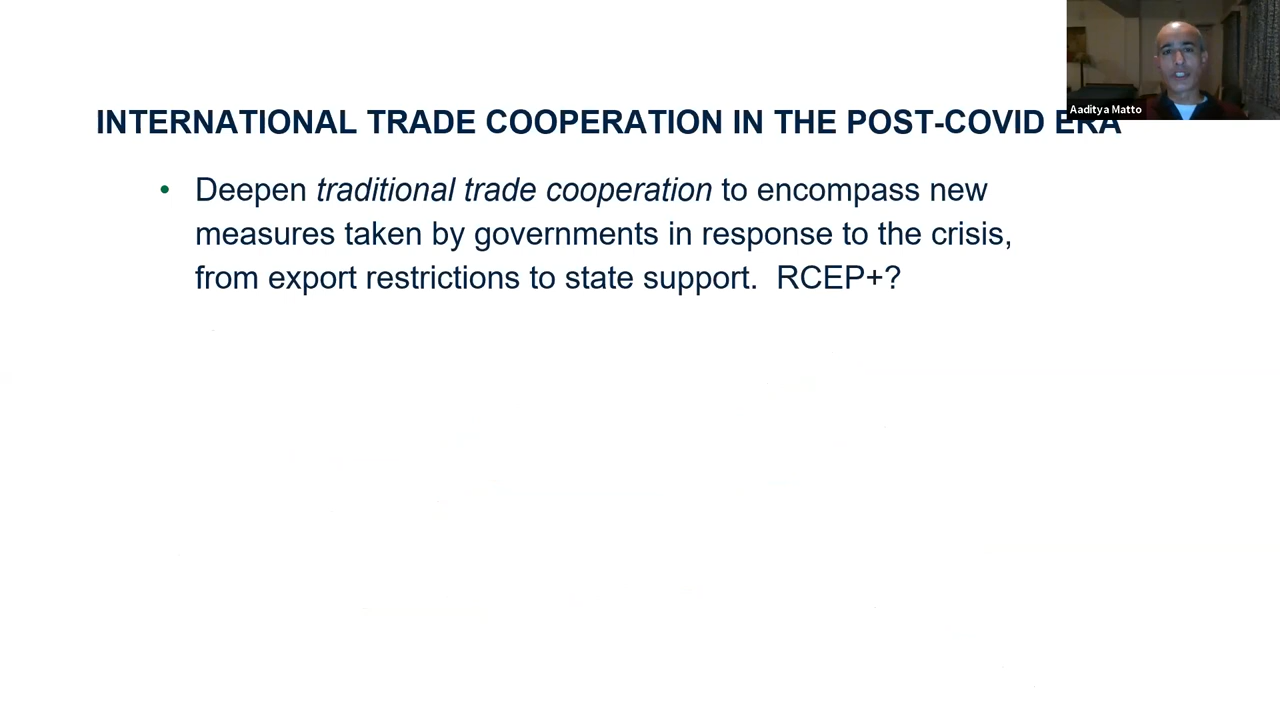 Aaditya Matto
INTERNATIONAL TRADE COOPERATION IN THE POST-COVID ERA
• Deepen traditional trade cooperation to encompass new
measures taken by governments in response to the crisis,
from export restrictions to state support. RCEP+?